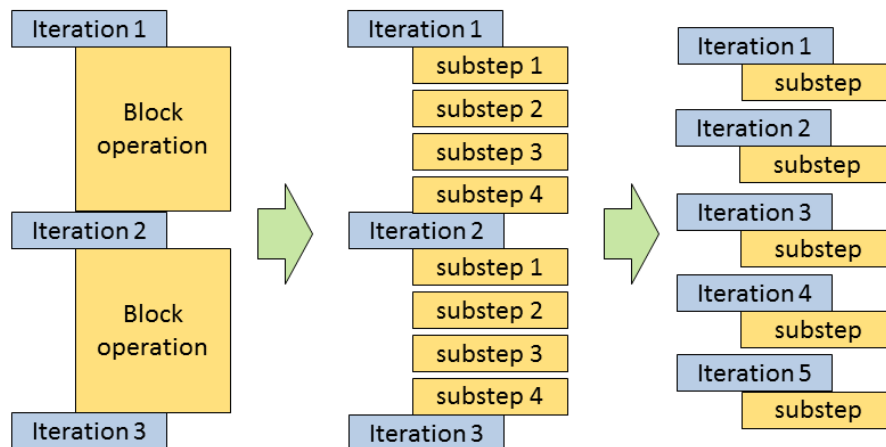 Iteration 1
Block
operation
Iteration 2
Block
operation
Iteration 3
Iteration 1
substep 1
substep 2
substep 3
substep 4
Iteration 2
substep 1
substep 2
substep 3
substep 4
Iteration 3
Iteration 1
substep
Iteration 2
substep
Iteration 3
substep
Iteration 4
substep
Iteration 5
substep